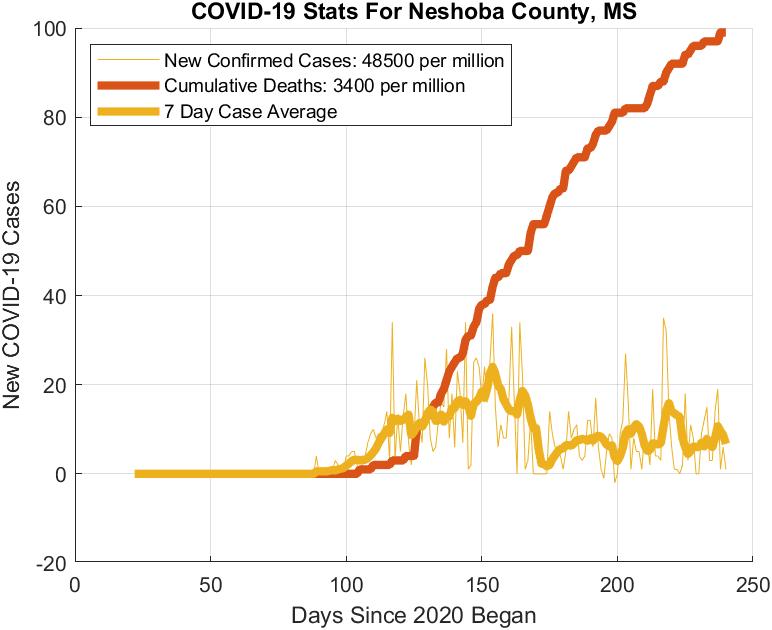 COVID-19 Stats For Neshoba County, MS
New Confirmed Cases: 48500 per million
Cumulative Deaths: 3400 per million
7 Day Case Average
New COVID-19 Cases
100
80
60
40
20
0
-20
0 50 100 150 200 250
Days Since 2020 Began